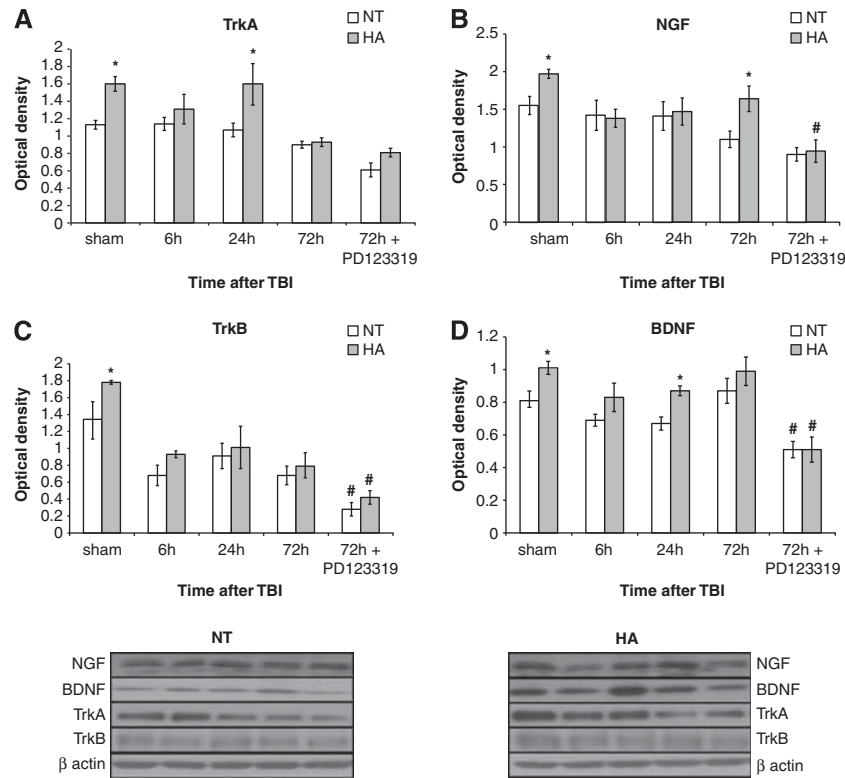 A
TrkA
NT
HA
Optical density
2
1.8
1.6
1.4
1.2
1
0.8
0.6
0.4
0.2
0
*
*
sham
6h
24h
72h
72h +
PD123319
Time after TBI
B
NGF
NT
HA
Optical density
2.5
2
1.5
1
0.5
0
*
*
#
sham
6h
24h
72h
72h +
PD123319
Time after TBI
C
TrkB
NT
HA
Optical density
2
1.8
1.6
1.4
1.2
1
0.8
0.6
0.4
0.2
0
*
# #
sham
6h
24h
72h
72h +
PD123319
Time after TBI
D
BDNF
NT
HA
Optical density
1.2
1
0.8
0.6
0.4
0.2
0
*
*
# #
sham
6h
24h
72h
72h +
PD123319
Time after TBI
NT
NGF
BDNF
TrkA
TrkB
β actin
HA
NGF
BDNF
TrkA
TrkB
β actin